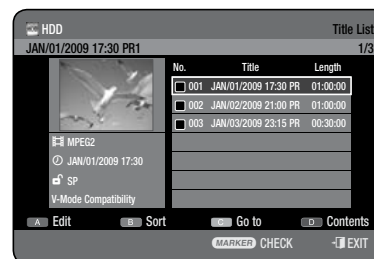 HDD Title List
JAN/01/2009 17:30 PR1 1/3
No. Title Length
001 JAN/01/2009 17:30 PR 01:00:00
002 JAN/02/2009 21:00 PR 01:00:00
003 JAN/03/2009 23:15 PR 00:30:00
MPEG2
JAN/01/2009 17:30
SP
V-Mode Compatibility
A Edit B Sort C Go to D Contents
MARKER CHECK EXIT